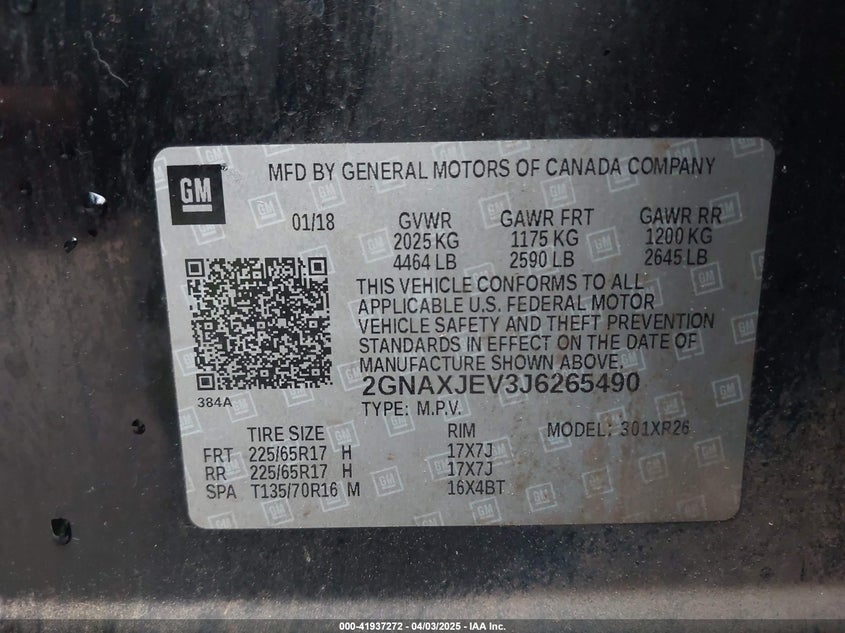 GM
MFD BY GENERAL MOTORS OF CANADA COMPANY
01/18 GVWR GAWR FRT GAWR RR
2025 KG 1175 KG 1200 KG
4464 LB 2590 LB 2645 LB
THIS VEHICLE CONFORMS TO ALL
APPLICABLE U.S. FEDERAL MOTOR
VEHICLE SAFETY AND THEFT PREVENTION
STANDARDS IN EFFECT ON THE DATE OF
MANUFACTURE SHOWN ABOVE.
384A
2GNAXJEV3J6265490
TYPE: M.P.V.
TIRE SIZE RIM MODEL: 301XR26
FRT 225/65R17 H 17X7J
RR 225/65R17 H 17X7J
SPA T135/70R16 M 16X4BT
000-41937272 - 04/03/2025 - IAA Inc.